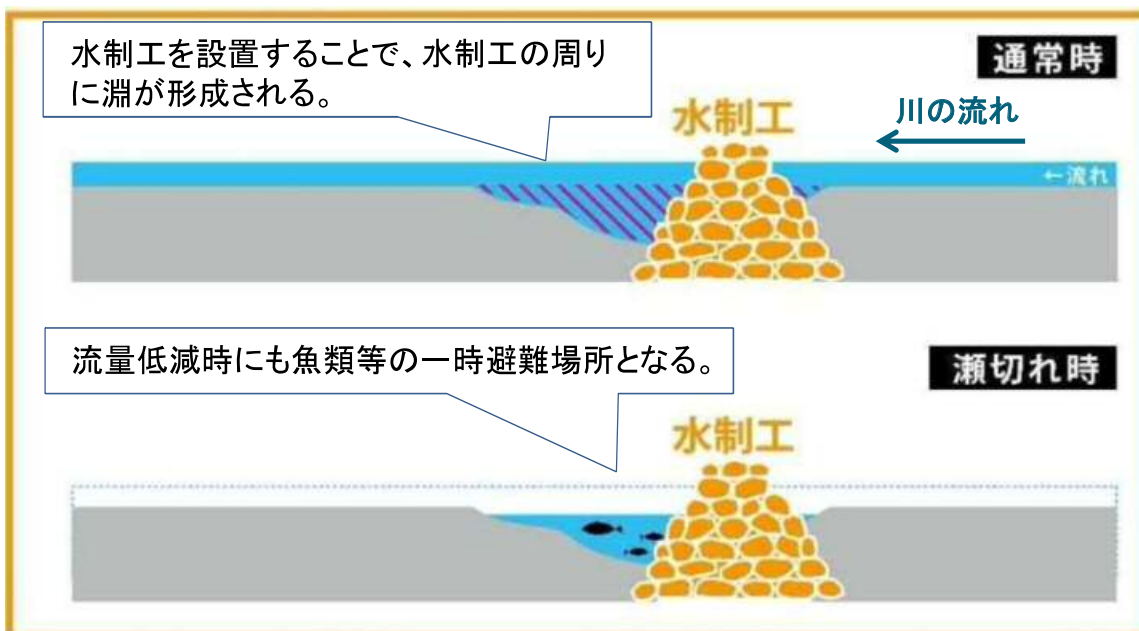 水制工を設置することで、水制工の周り
に淵が形成される。
通常時
水制工
川の流れ
←流れ
流量低減時にも魚類等の一時避難場所となる。
瀬切れ時
水制工